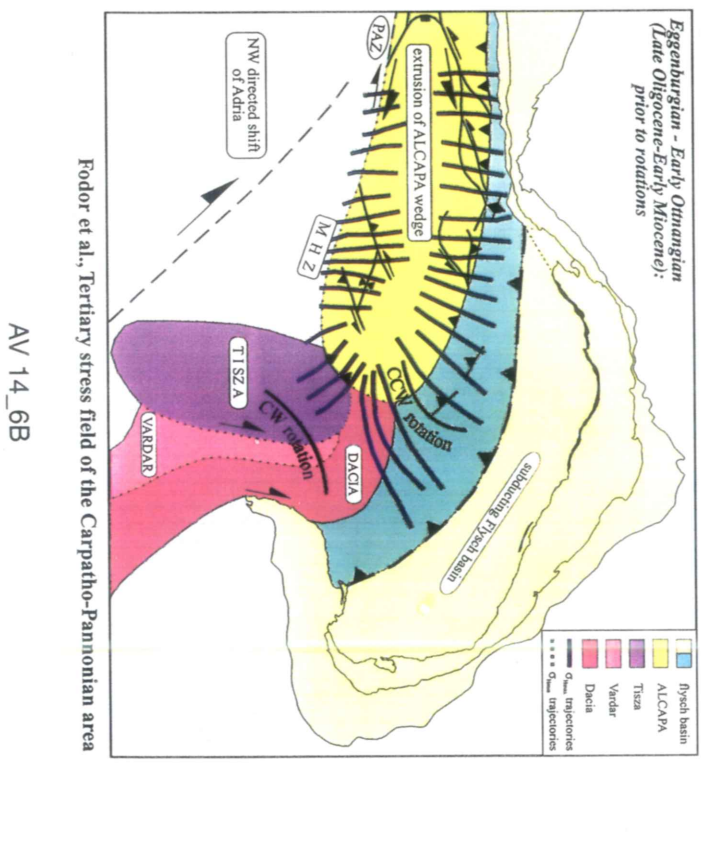 Eggenburgian - Early Ottnangian
(Late Oligocene-Early Miocene):
prior to rotations
flysch basin
ALCAPA
Tisza
Vardar
Dacia
trajectories
trajectories
subducting Flysch basin
extrusion of ALCAPA wedge
PAZ
MHZ
CCW
rotation
NW directed shift
of Adria
TISZA
CW rotation
DACIA
VARDAR
Fodor et al., Tertiary stress field of the Carpatho-Pannonian area
AV 14_6B